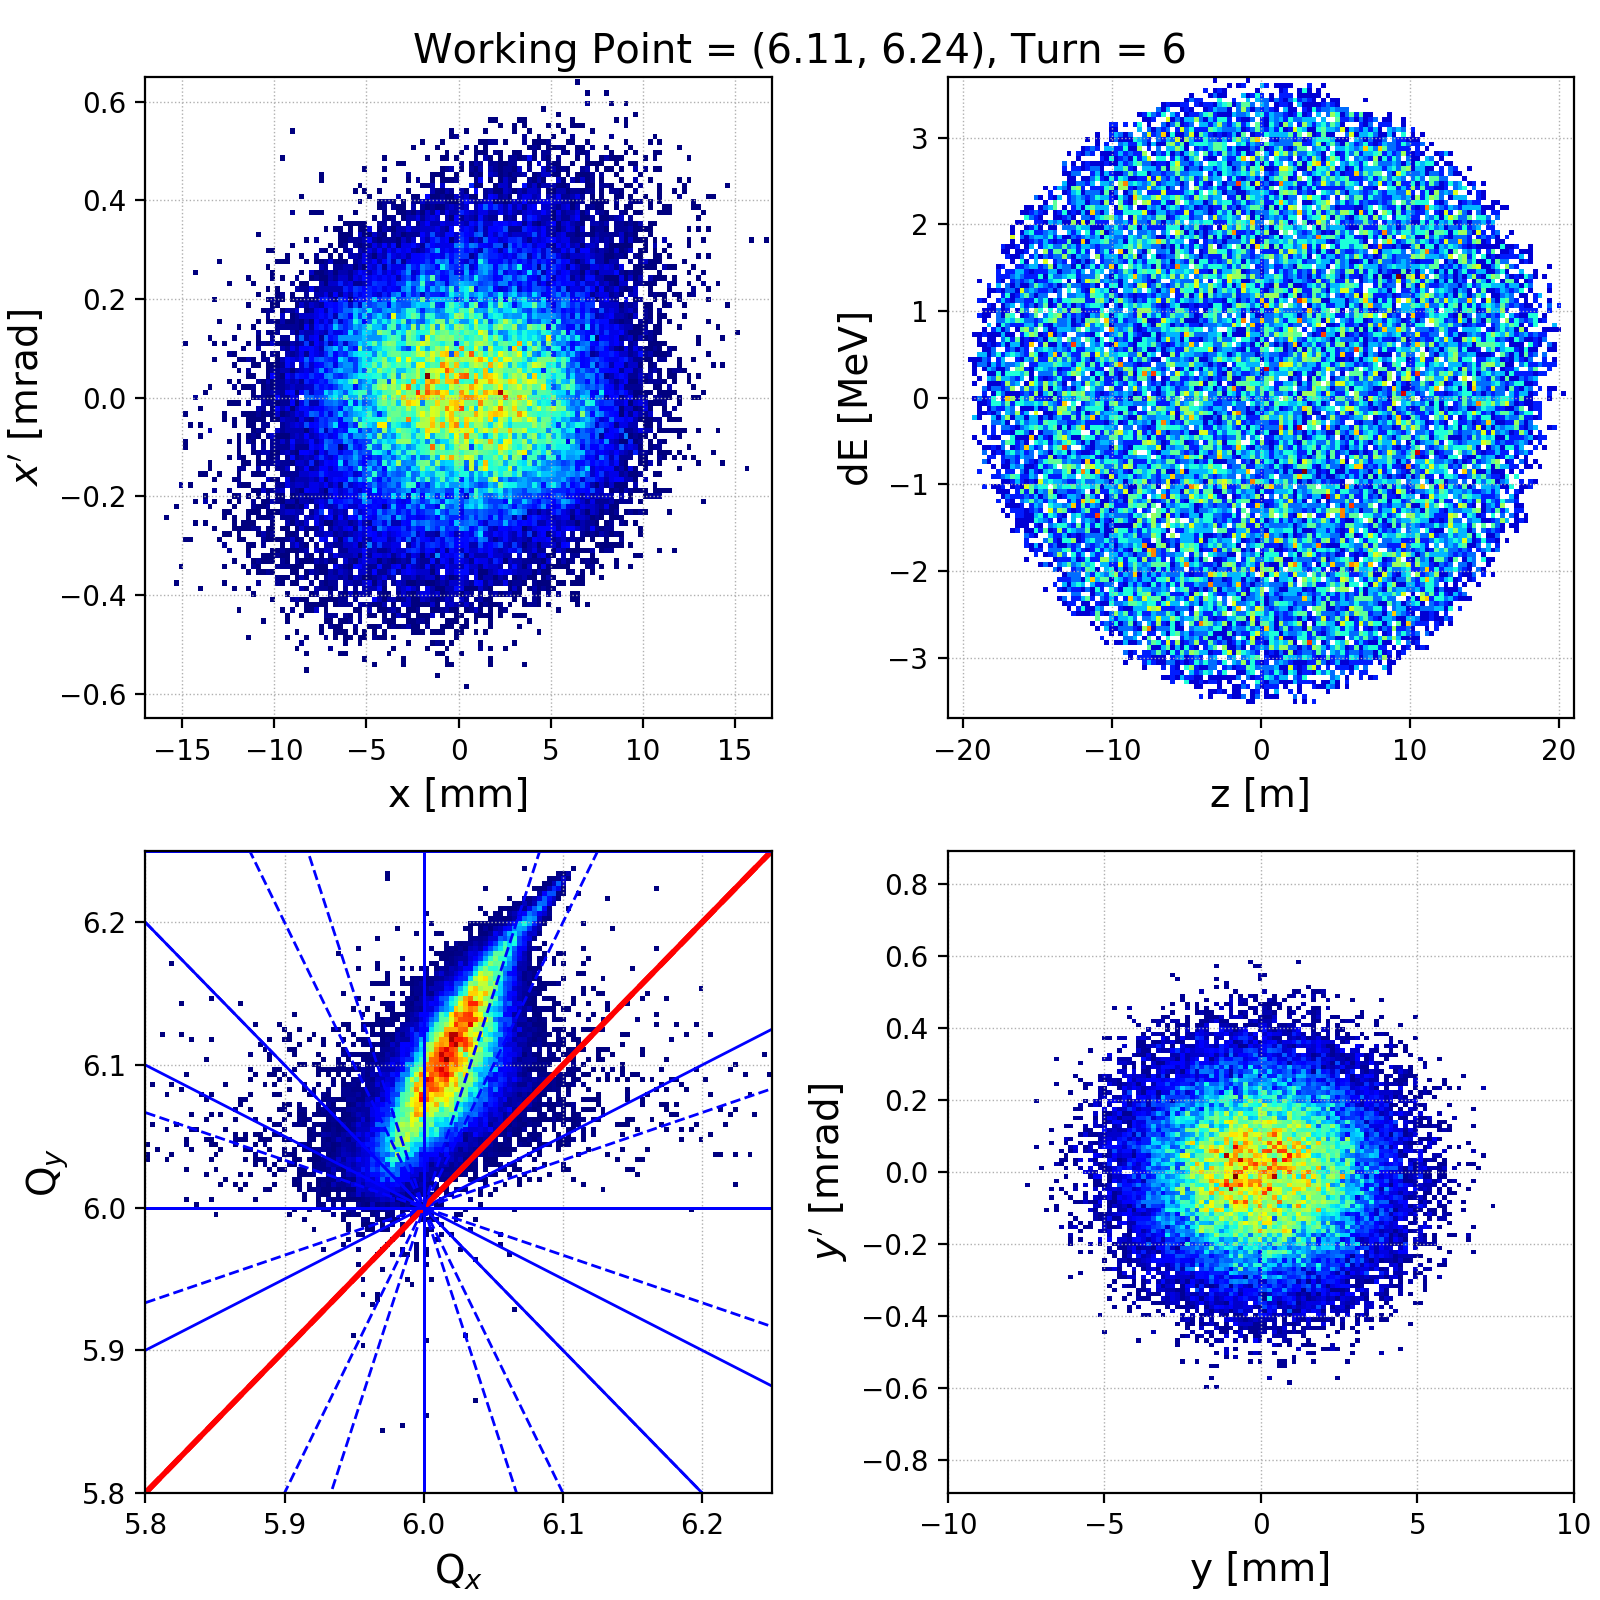 Working Point = (6.11, 6.24), Turn = 6
0.6
0.4
0.2
0.0
−0.2
−0.4
−0.6
x′ [mrad]
−15 −10 −5 0 5 10 15
x [mm]
3
2
1
0
−1
−2
−3
dE [MeV]
−20 −10 0 10 20
z [m]
6.2
6.1
6.0
5.9
5.8
Q_y
5.8 5.9 6.0 6.1 6.2
Q_x
0.8
0.6
0.4
0.2
0.0
−0.2
−0.4
−0.6
−0.8
y′ [mrad]
−10 −5 0 5 10
y [mm]